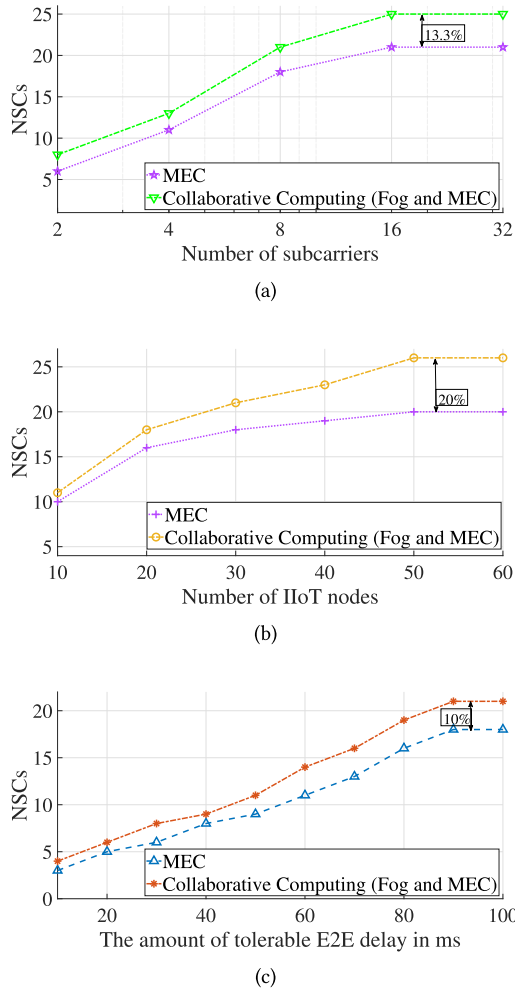 25
20
15
10
5
NSCs
13.3%
MEC
Collaborative Computing (Fog and MEC)
2 4 8 16 32
Number of subcarriers
(a)
25
20
15
10
5
NSCs
20%
MEC
Collaborative Computing (Fog and MEC)
10 20 30 40 50 60
Number of IIoT nodes
(b)
20
15
10
5
0
NSCs
10%
MEC
Collaborative Computing (Fog and MEC)
20 40 60 80 100
The amount of tolerable E2E delay in ms
(c)